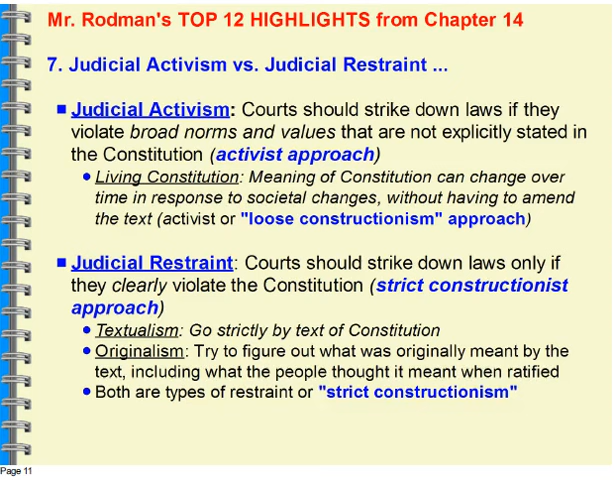 Mr. Rodman's TOP 12 HIGHLIGHTS from Chapter 14
7. Judicial Activism vs. Judicial Restraint ...
Judicial Activism: Courts should strike down laws if they
violate broad norms and values that are not explicitly stated in
the Constitution (activist approach)
Living Constitution: Meaning of Constitution can change over
time in response to societal changes, without having to amend
the text (activist or "loose constructionism" approach)
Judicial Restraint: Courts should strike down laws only if
they clearly violate the Constitution (strict constructionist
approach)
Textualism: Go strictly by text of Constitution
Originalism: Try to figure out what was originally meant by the
text, including what the people thought it meant when ratified
Both are types of restraint or "strict constructionism"
Page 11